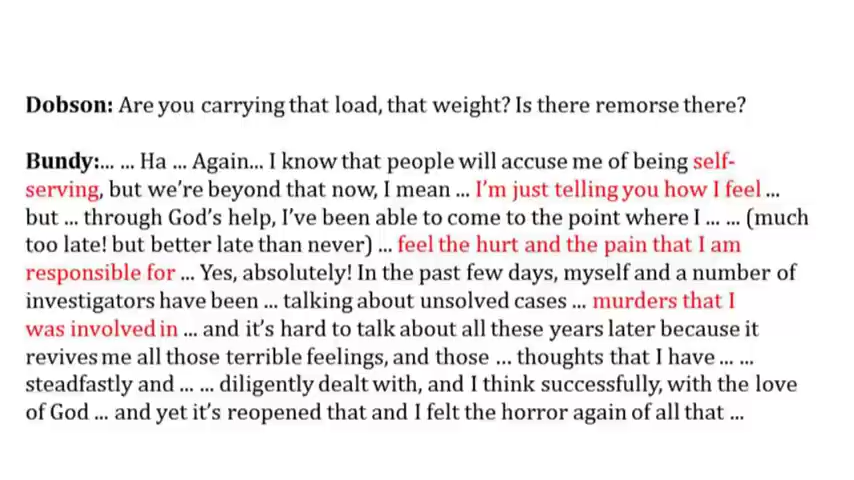 Dobson: Are you carrying that load, that weight? Is there remorse there?
Bundy:... ... Ha ... Again... I know that people will accuse me of being self-
serving, but we're beyond that now, I mean ... I'm just telling you how I feel ...
but ... through God's help, I've been able to come to the point where I ... ... (much
too late! but better late than never) ... feel the hurt and the pain that I am
responsible for ... Yes, absolutely! In the past few days, myself and a number of
investigators have been ... talking about unsolved cases ... murders that I
was involved in ... and it's hard to talk about all these years later because it
revives me all those terrible feelings, and those ... thoughts that I have ... ...
steadfastly and ... ... diligently dealt with, and I think successfully, with the love
of God ... and yet it's reopened that and I felt the horror again of all that ...